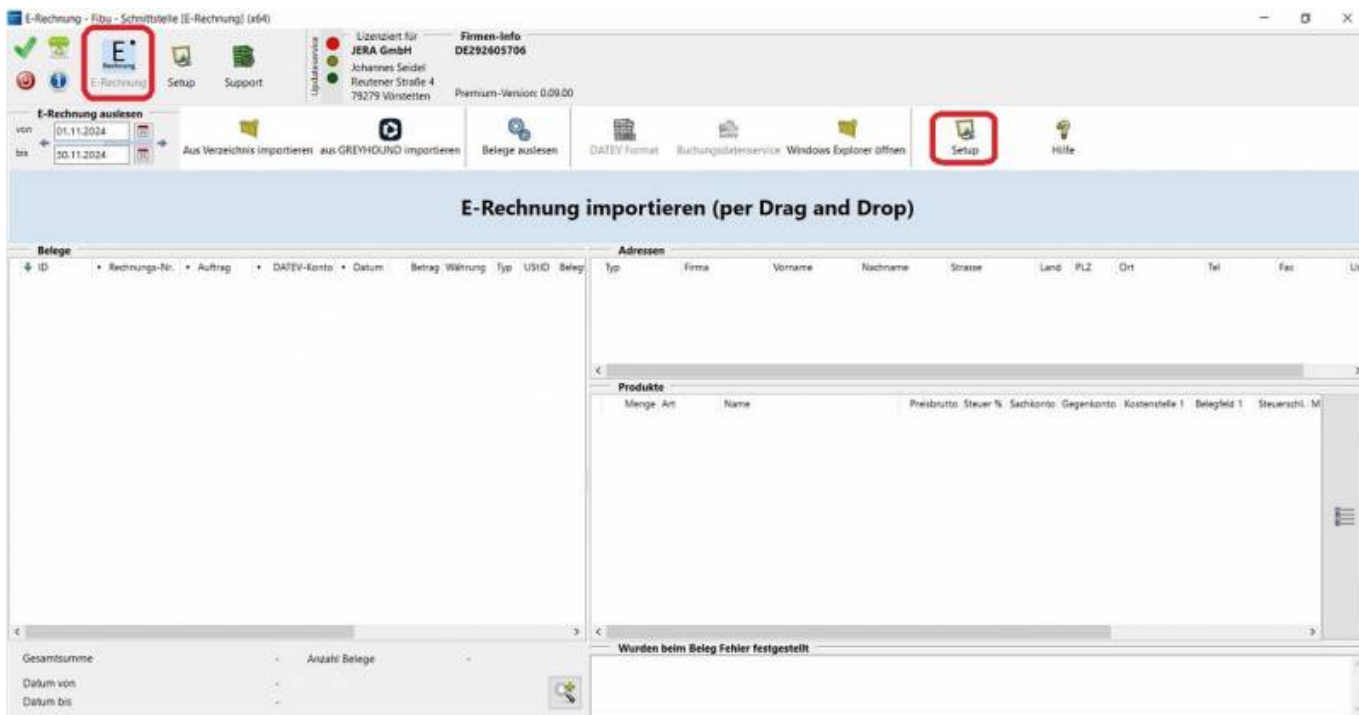 E-Rechnung - Fibu - Schnittstelle [E-Rechnung] (x64)
E
Rechnung
E-Rechnung
Setup
Support
Updateservice
Lizenziert für
JERA GmbH
Johannes Seidel
Reutener Straße 4
79279 Vörstetten
Firmen-Info
DE292605706
Premium-Version: 0.09.00
E-Rechnung auslesen
von 01.11.2024
bis 30.11.2024
Aus Verzeichnis importieren
aus GREYHOUND importieren
Belege auslesen
DATEV Format
Buchungsdatenservice
Windows Explorer öffnen
Setup
Hilfe
E-Rechnung importieren (per Drag and Drop)
Belege
ID • Rechnungs-Nr. • Auftrag • DATEV-Konto • Datum Betrag Währung Typ UStID Beleg
Adressen
Typ Firma Vorname Nachname Strasse Land PLZ Ort Tel Fax
Produkte
Menge Art Name Preisbrutto Steuer % Sachkonto Gegenkonto Kostenstelle 1 Belegfeld 1 Steuerschl. M
Gesamtsumme - Anzahl Belege -
Datum von -
Datum bis -
Wurden beim Beleg Fehler festgestellt